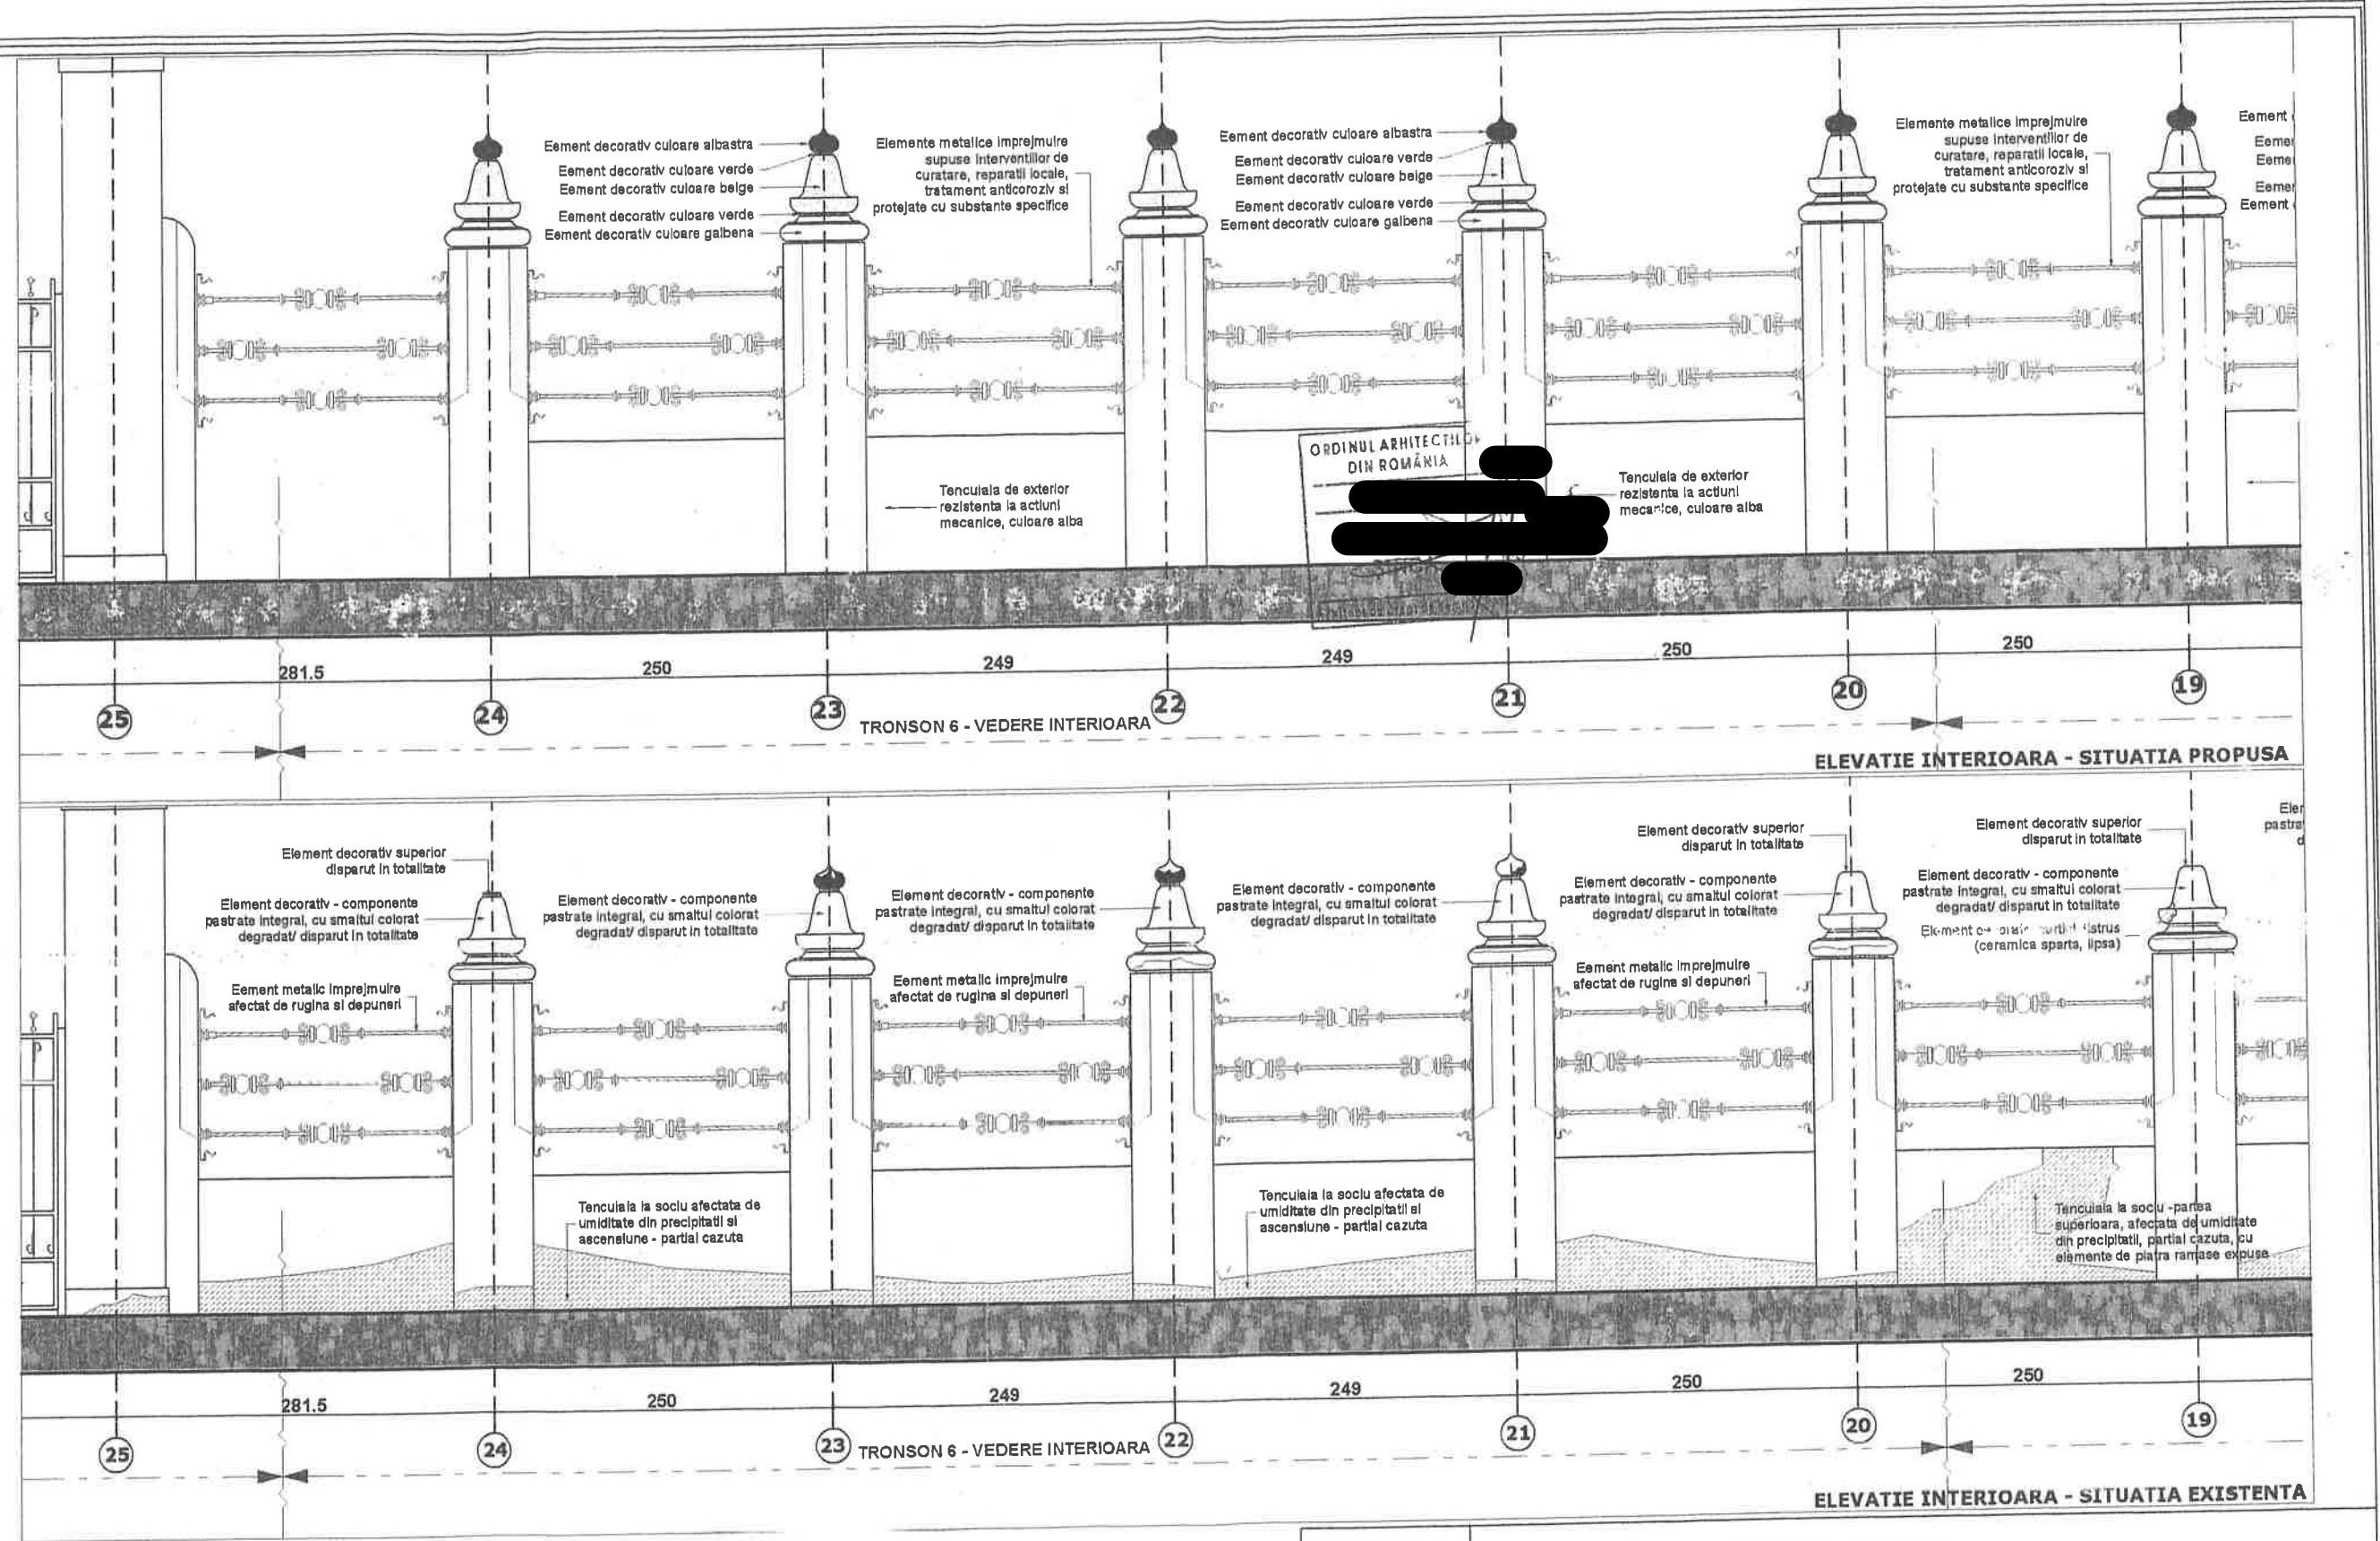 Eement decorativ culoare albastra
Eement decorativ culoare verde
Eement decorativ culoare beige
Eement decorativ culoare verde
Eement decorativ culoare galbena
Elemente metalice imprejmuire
supuse interventiilor de
curatare, reparatii locale,
tratament anticoroziv si
protejate cu substante specifice
Eement decorativ culoare albastra
Eement decorativ culoare verde
Eement decorativ culoare beige
Eement decorativ culoare verde
Eement decorativ culoare galbena
Elemente metalice imprejmuire
supuse interventiilor de
curatare, reparatii locale,
tratament anticoroziv si
protejate cu substante specifice
Eement
Eeme
Eeme
Eemer
Eement
Tenculala de exterior
rezistenta la actiuni
mecanice, culoare alba
ORDINUL ARHITECTILOR
DIN ROMÂNIA
Tenculala de exterior
rezistenta la actiuni
mecanice, culoare alba
281.5
250
249
249
250
250
25
24
23
22
21
20
19
TRONSON 6 - VEDERE INTERIOARA
ELEVATIE INTERIOARA - SITUATIA PROPUSA
Element decorativ superior
disparut in totalitate
Element decorativ - componente
pastrate integral, cu smaltul colorat
degradat/ disparut in totalitate
Element decorativ - componente
pastrate integral, cu smaltul colorat
degradat/ disparut in totalitate
Element decorativ - componente
pastrate integral, cu smaltul colorat
degradat/ disparut in totalitate
Element decorativ - componente
pastrate integral, cu smaltul colorat
degradat/ disparut in totalitate
Element decorativ superior
disparut in totalitate
Element decorativ - componente
pastrate integral, cu smaltul colorat
degradat/ disparut in totalitate
Element decorativ superior
disparut in totalitate
Element decorativ - componente
pastrate integral, cu smaltul colorat
degradat/ disparut in totalitate
(ceramica sparta, lipsa)
Eler
pastra
d
Eement metalic imprejmuire
afectat de rugina si depuneri
Eement metalic imprejmuire
afectat de rugina si depuneri
Eement metalic imprejmuire
afectat de rugina si depuneri
Tenculala la soclu afectata de
umiditate din precipitatii si
ascensiune - partial cazuta
Tenculala la soclu afectata de
umiditate din precipitatii si
ascensiune - partial cazuta
Tenculala la soclu -partea
superioara, afectata de umiditate
din precipitatii, partial cazuta, cu
elemente de piatra ramase expuse
281.5
250
249
249
250
250
25
24
23
22
21
20
19
TRONSON 6 - VEDERE INTERIOARA
ELEVATIE INTERIOARA - SITUATIA EXISTENTA